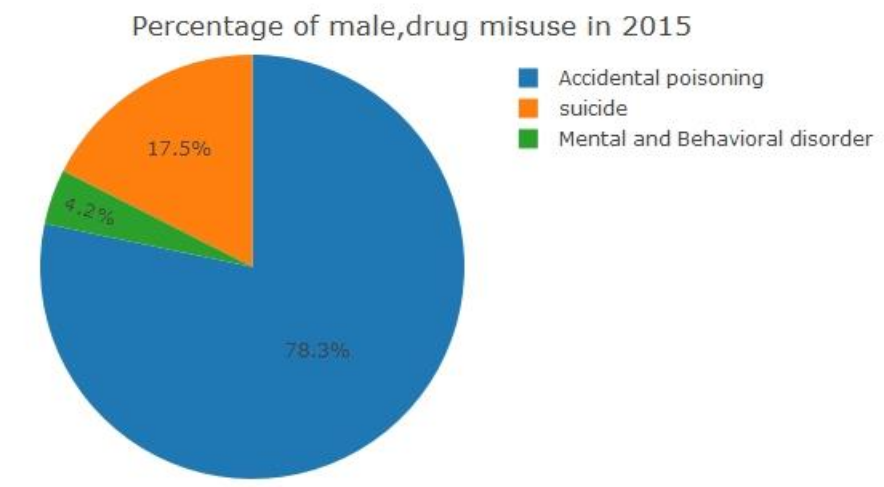 Percentage of male,drug misuse in 2015
Accidental poisoning
suicide
Mental and Behavioral disorder
17.5%
4.2%
78.3%